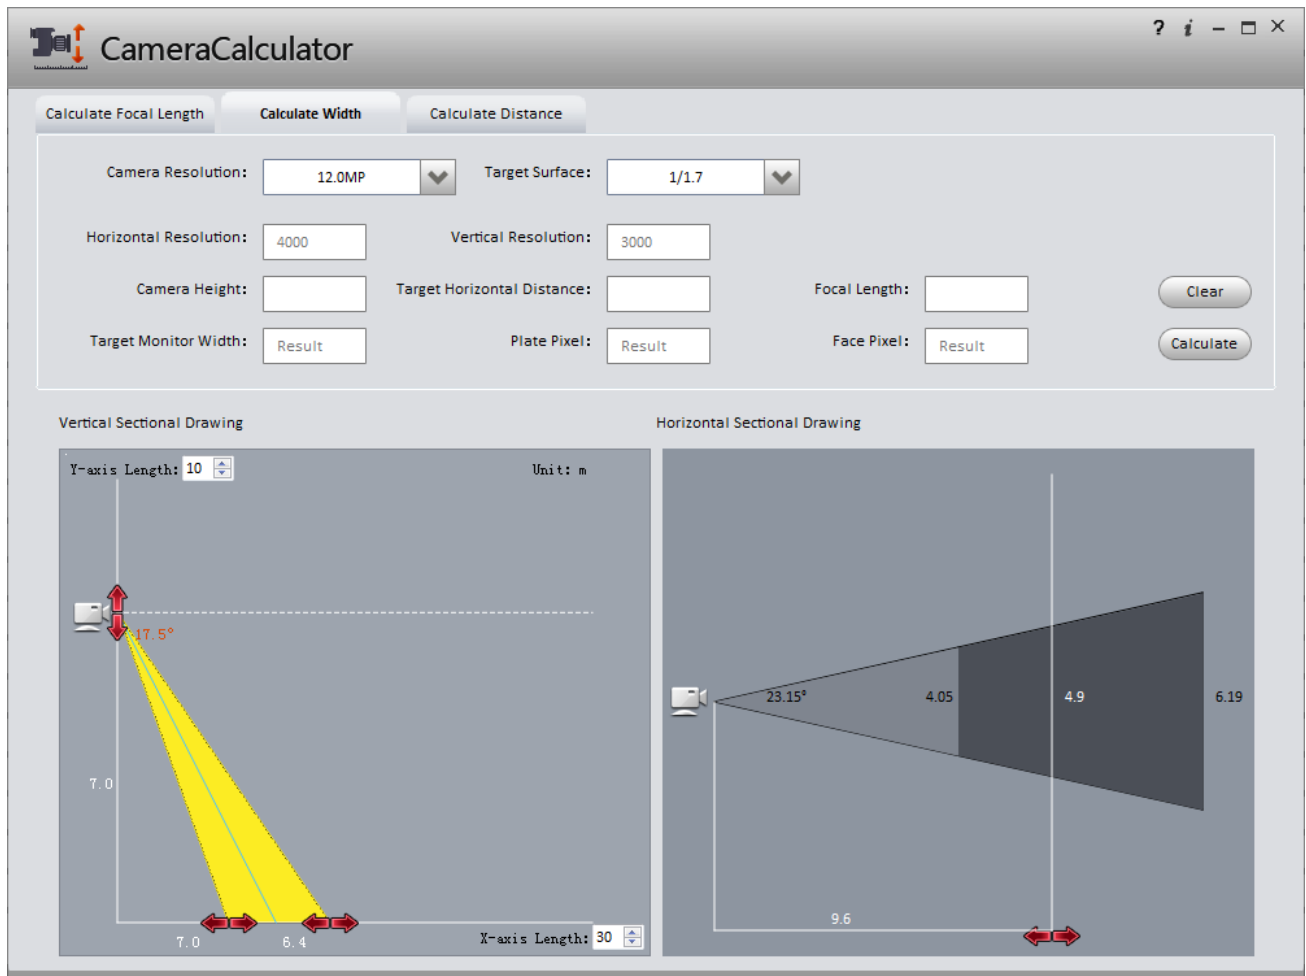 ? i
CameraCalculator
Calculate Focal Length Calculate Width Calculate Distance
Camera Resolution: 12.0MP Target Surface: 1/1.7
Horizontal Resolution: 4000 Vertical Resolution: 3000
Camera Height: Target Horizontal Distance: Focal Length: Clear
Target Monitor Width: Result Plate Pixel: Result Face Pixel: Result Calculate
Vertical Sectional Drawing Horizontal Sectional Drawing
Y-axis Length: 10 Unit: m
17.5°
23.15° 4.05 4.9 6.19
7.0
9.6
7.0 6.4 X-axis Length: 30